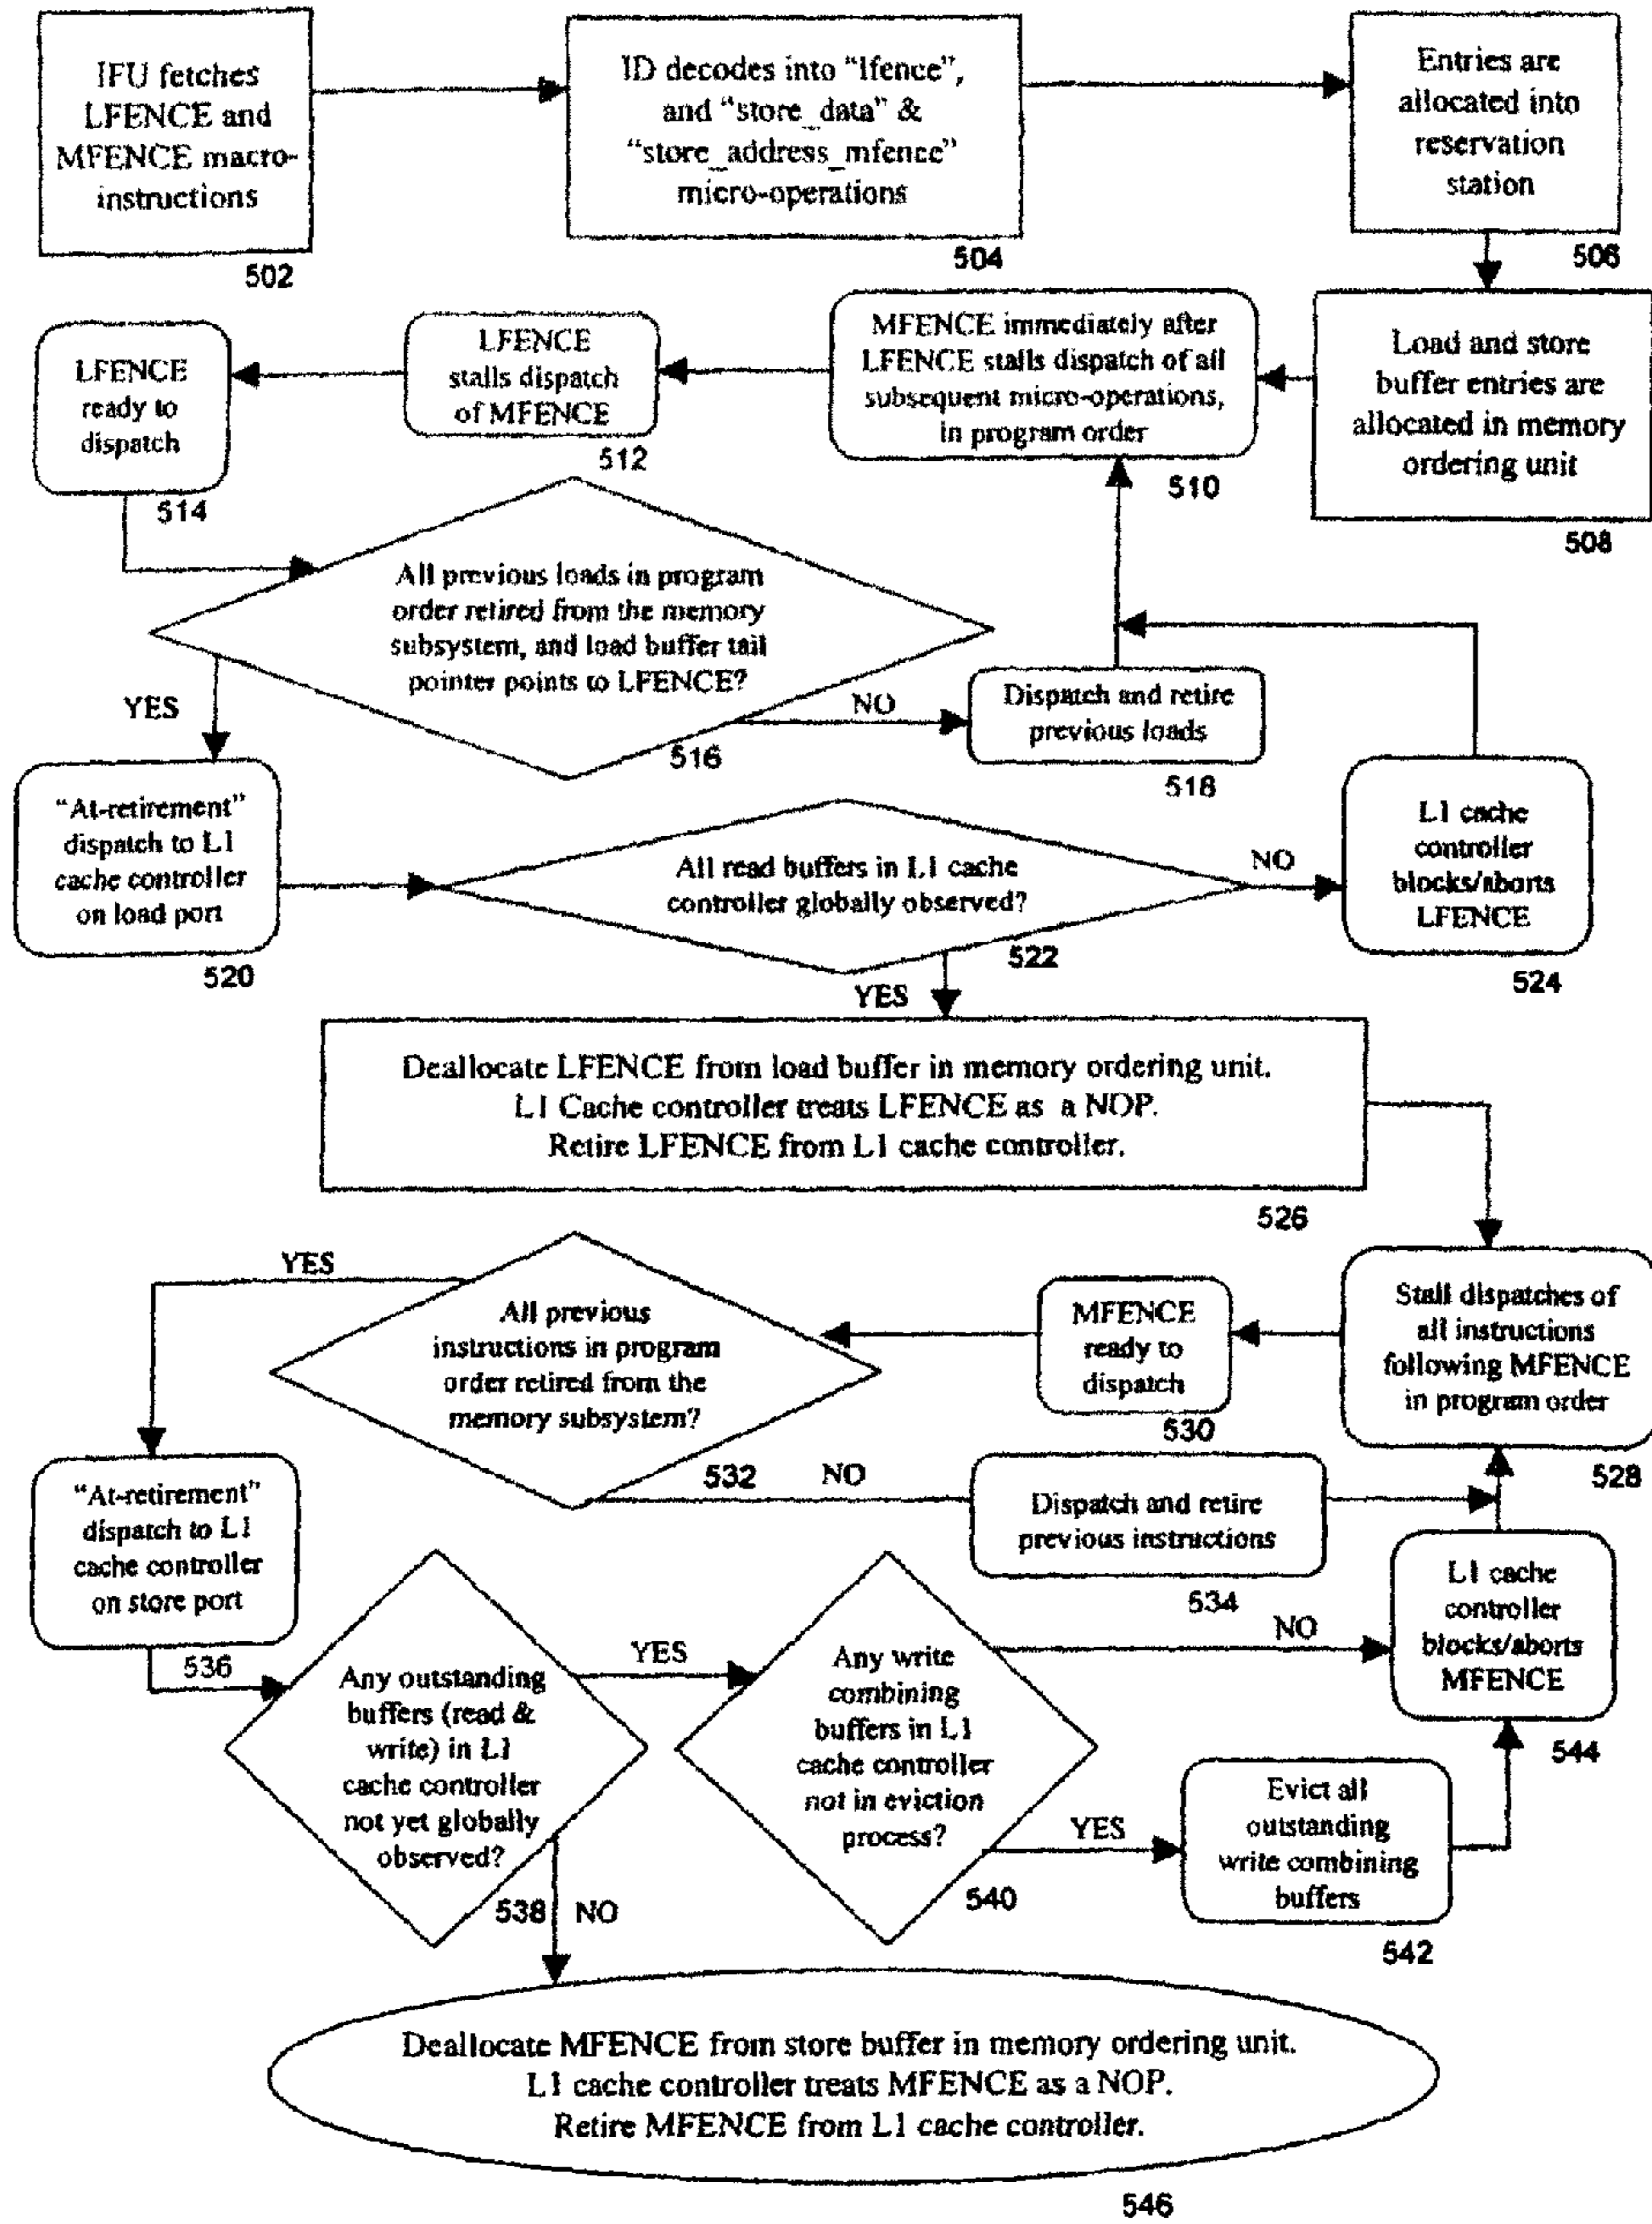 IFU fetches
LFENCE and
MFENCE macro-
instructions
502
ID decodes into "lfence",
and "store_data" &
"store_address_mfence"
micro-operations
504
Entries are
allocated into
reservation
station
506
Load and store
buffer entries are
allocated in memory
ordering unit
508
MFENCE immediately after
LFENCE stalls dispatch of all
subsequent micro-operations,
in program order
510
LFENCE
stalls dispatch
of MFENCE
512
LFENCE
ready to
dispatch
514
All previous loads in program
order retired from the memory
subsystem, and load buffer tail
pointer points to LFENCE?
516
YES
NO
Dispatch and retire
previous loads
518
"At-retirement"
dispatch to L1
cache controller
on load port
520
All read buffers in L1 cache
controller globally observed?
522
NO
YES
L1 cache
controller
blocks/aborts
LFENCE
524
Deallocate LFENCE from load buffer in memory ordering unit.
L1 Cache controller treats LFENCE as a NOP.
Retire LFENCE from L1 cache controller.
526
Stall dispatches of
all instructions
following MFENCE
in program order
528
MFENCE
ready to
dispatch
530
All previous
instructions in program
order retired from the
memory subsystem?
532
YES
NO
Dispatch and retire
previous instructions
534
"At-retirement"
dispatch to L1
cache controller
on store port
536
Any outstanding
buffers (read &
write) in L1
cache controller
not yet globally
observed?
538
YES
NO
Any write
combining
buffers in L1
cache controller
not in eviction
process?
540
NO
YES
Evict all
outstanding
write combining
buffers
542
L1 cache
controller
blocks/aborts
MFENCE
544
Deallocate MFENCE from store buffer in memory ordering unit.
L1 cache controller treats MFENCE as a NOP.
Retire MFENCE from L1 cache controller.
546